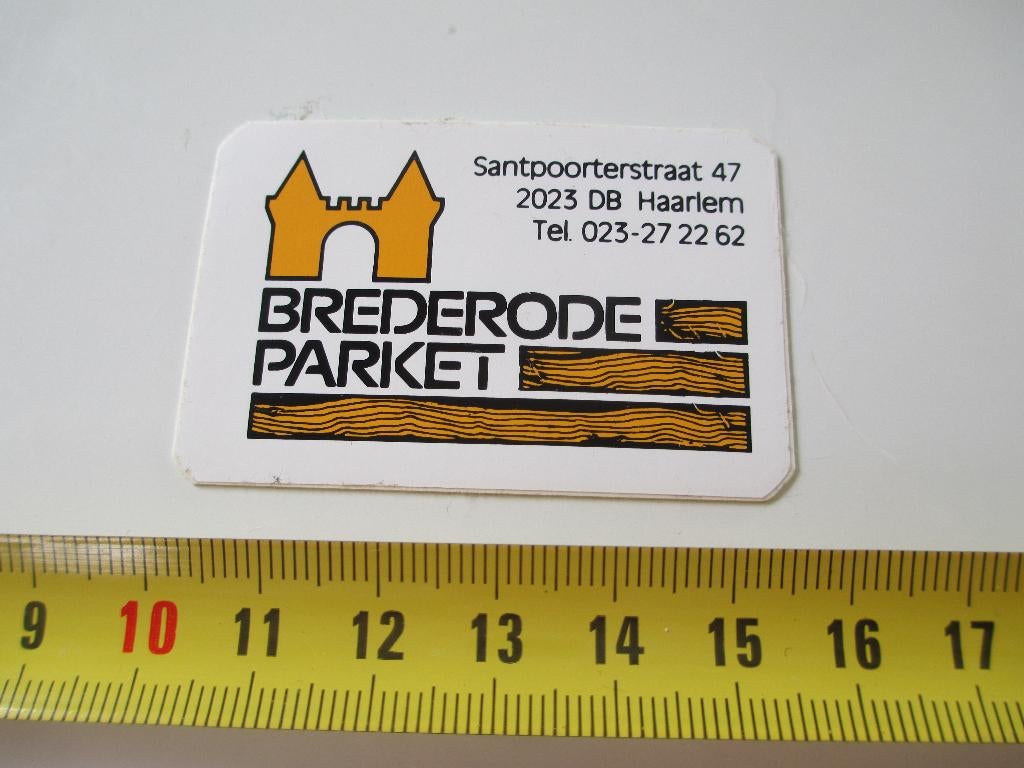 Santpoorterstraat 47
2023 DB Haarlem
Tel. 023-27 22 62
BREDERODE
PARKET
9 10 11 12 13 14 15 16 17